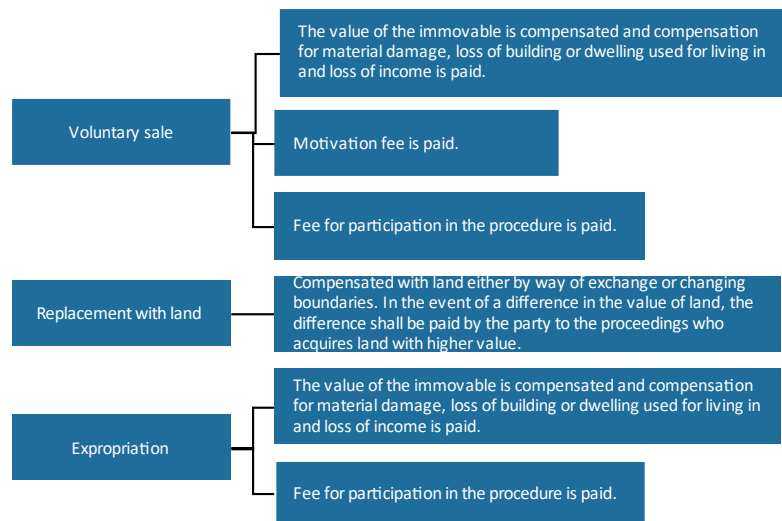 The value of the immovable is compensated and compensation
for material damage, loss of building or dwelling used for living in
and loss of income is paid.
Voluntary sale
Motivation fee is paid.
Fee for participation in the procedure is paid.
Compensated with land either by way of exchange or changing
boundaries. In the event of a difference in the value of land, the
difference shall be paid by the party to the proceedings who
acquires land with higher value.
Replacement with land
The value of the immovable is compensated and compensation
for material damage, loss of building or dwelling used for living in
and loss of income is paid.
Expropriation
Fee for participation in the procedure is paid.